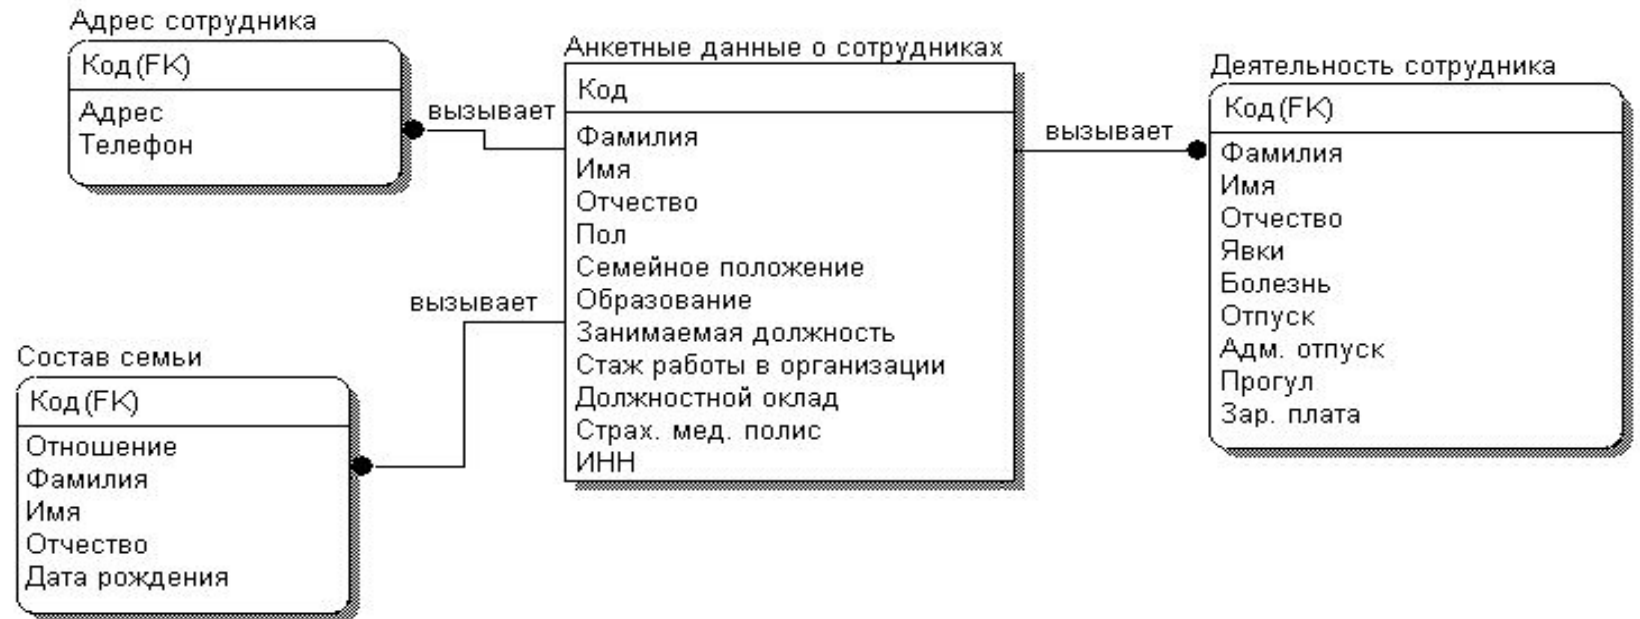 Адрес сотрудника
Код(FK)
Адрес
Телефон
вызывает
Анкетные данные о сотрудниках
Код
Фамилия
Имя
Отчество
Пол
Семейное положение
Образование
Занимаемая должность
Стаж работы в организации
Должностной оклад
Страх. мед. полис
ИНН
вызывает
Деятельность сотрудника
Код(FK)
Фамилия
Имя
Отчество
Явки
Болезнь
Отпуск
Адм. отпуск
Прогул
Зар. плата
вызывает
Состав семьи
Код(FK)
Отношение
Фамилия
Имя
Отчество
Дата рождения